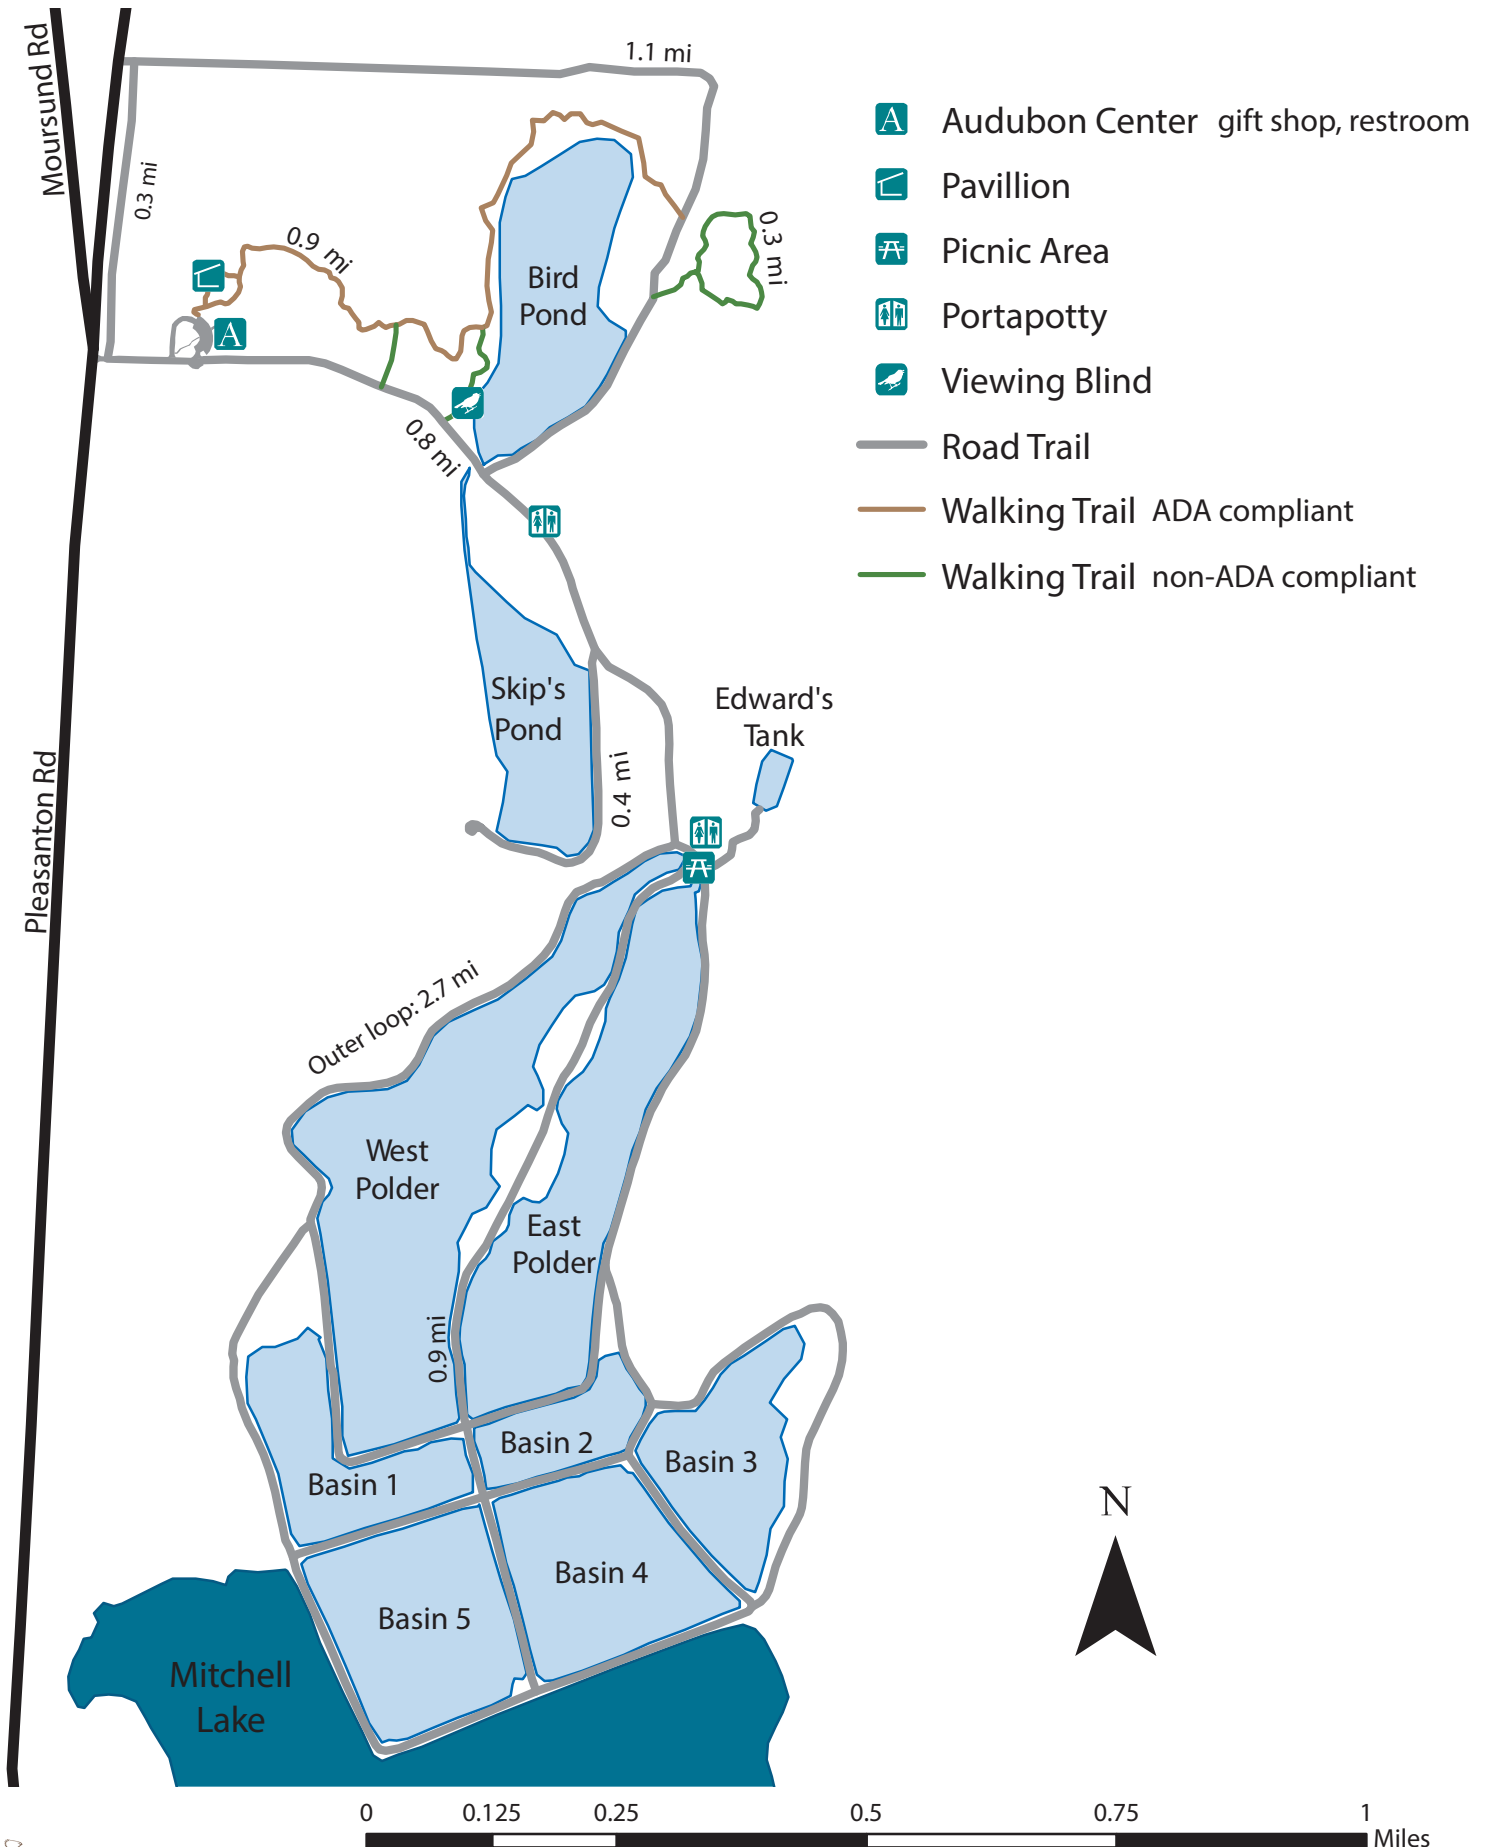 Moursund Rd
1.1 mi
0.3 mi
0.9 mi
0.3 mi
Bird
Pond
A
0.8 mi
A Audubon Center gift shop, restroom
Pavillion
Picnic Area
Portapotty
Viewing Blind
Road Trail
Walking Trail ADA compliant
Walking Trail non-ADA compliant
Skip's
Pond
Edward's
Tank
0.4 mi
Pleasanton Rd
Outer loop: 2.7 mi
West
Polder
East
Polder
0.9 mi
Basin 1
Basin 2
Basin 3
Basin 4
Basin 5
Mitchell
Lake
N
0 0.125 0.25 0.5 0.75 1
Miles